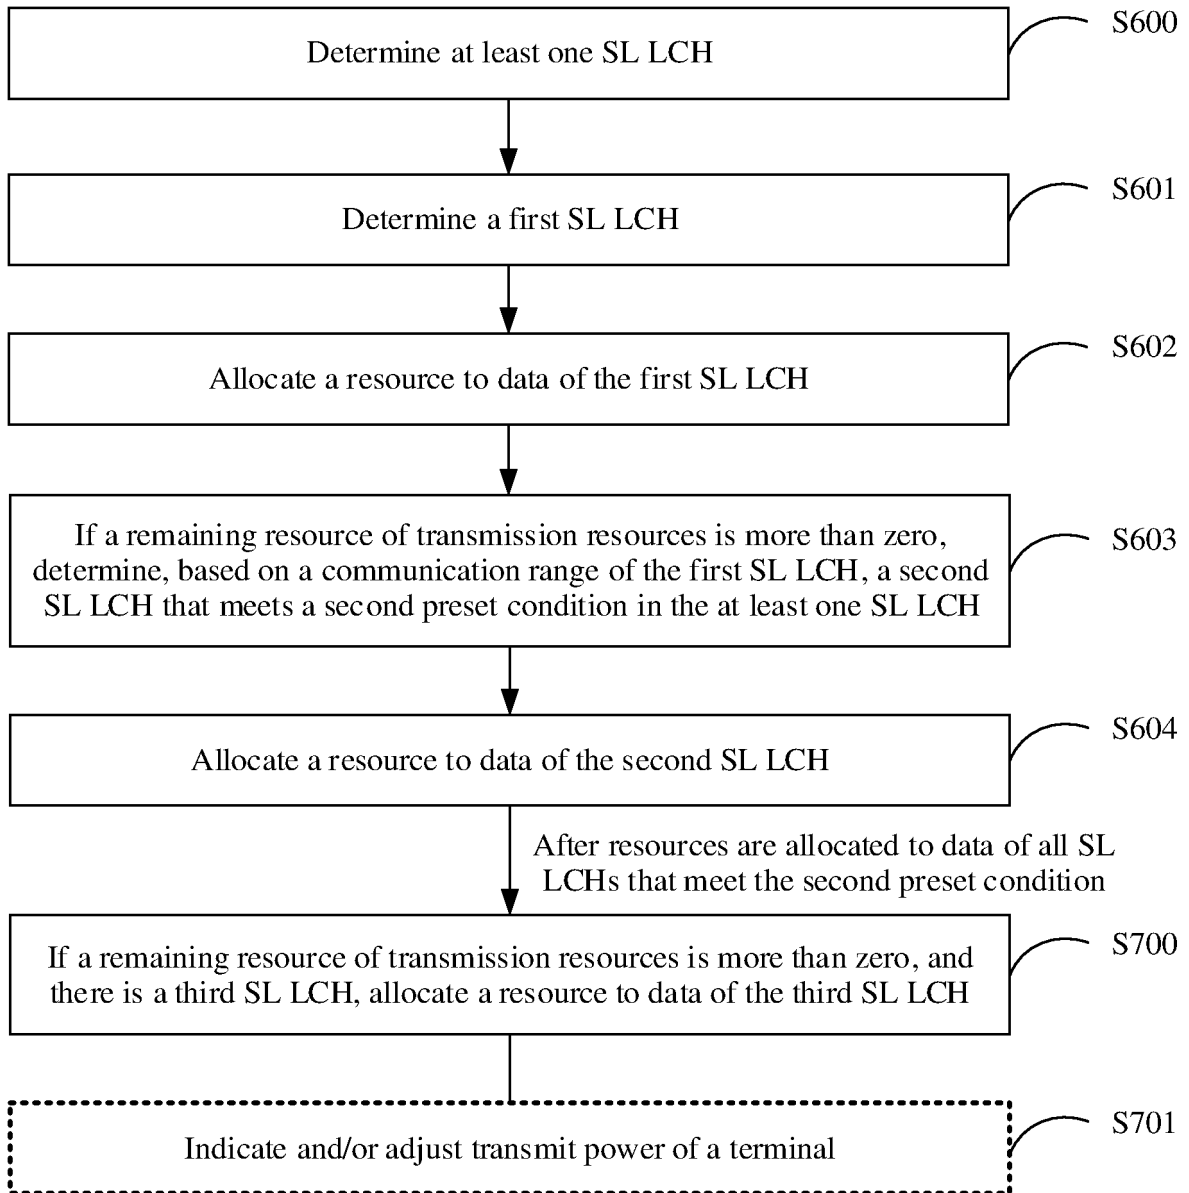 Determine at least one SL LCH
S600
Determine a first SL LCH
S601
Allocate a resource to data of the first SL LCH
S602
If a remaining resource of transmission resources is more than zero,
determine, based on a communication range of the first SL LCH, a second
SL LCH that meets a second preset condition in the at least one SL LCH
S603
Allocate a resource to data of the second SL LCH
S604
After resources are allocated to data of all SL
LCHs that meet the second preset condition
If a remaining resource of transmission resources is more than zero, and
there is a third SL LCH, allocate a resource to data of the third SL LCH
S700
Indicate and/or adjust transmit power of a terminal
S701